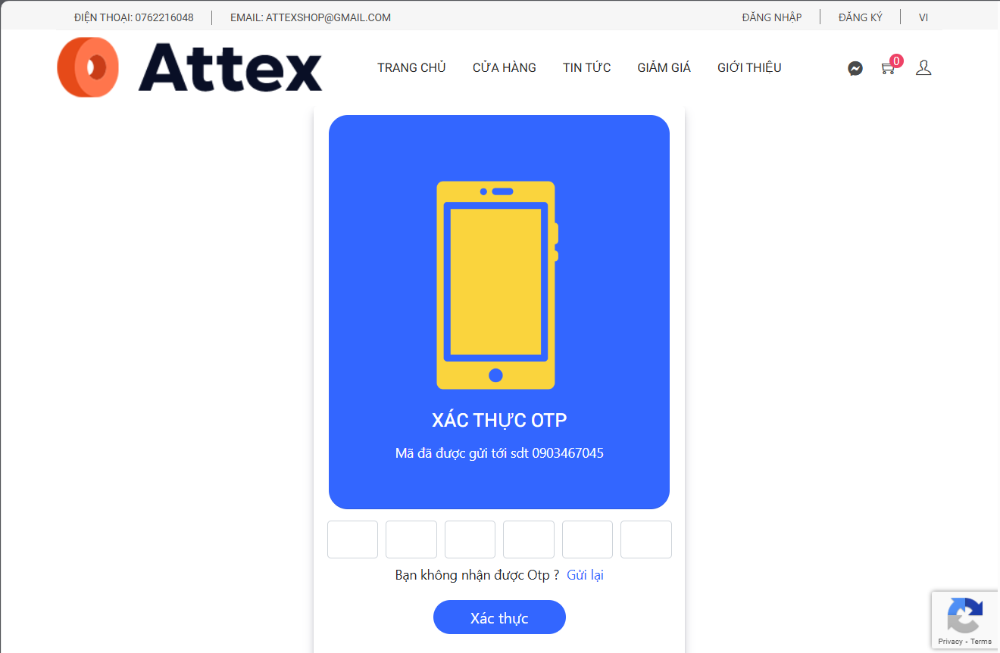 ĐIỆN THOẠI: 0762216048
EMAIL: ATTEXSHOP@GMAIL.COM
ĐĂNG NHẬP
ĐĂNG KÝ
VI
Attex
TRANG CHỦ
CỬA HÀNG
TIN TỨC
GIẢM GIÁ
GIỚI THIỆU
0
XÁC THỰC OTP
Mã đã được gửi tới sdt 0903467045
Bạn không nhận được Otp ? Gửi lại
Xác thực
Privacy - Terms